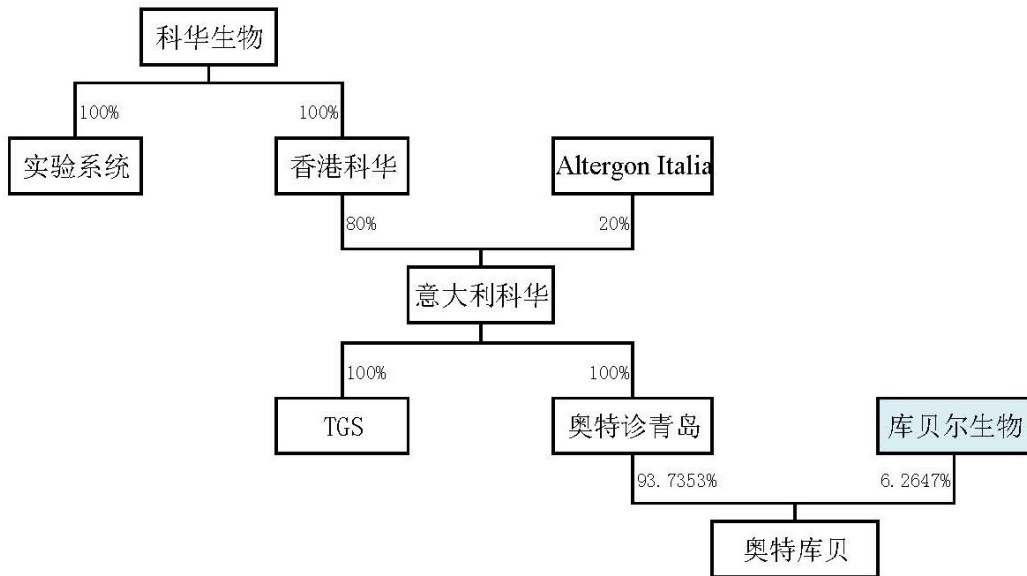 科华生物
100%
100%
实验系统
香港科华
Altergon Italia
80%
20%
意大利科华
100%
100%
TGS
奥特诊青岛
库贝尔生物
93.7353%
6.2647%
奥特库贝